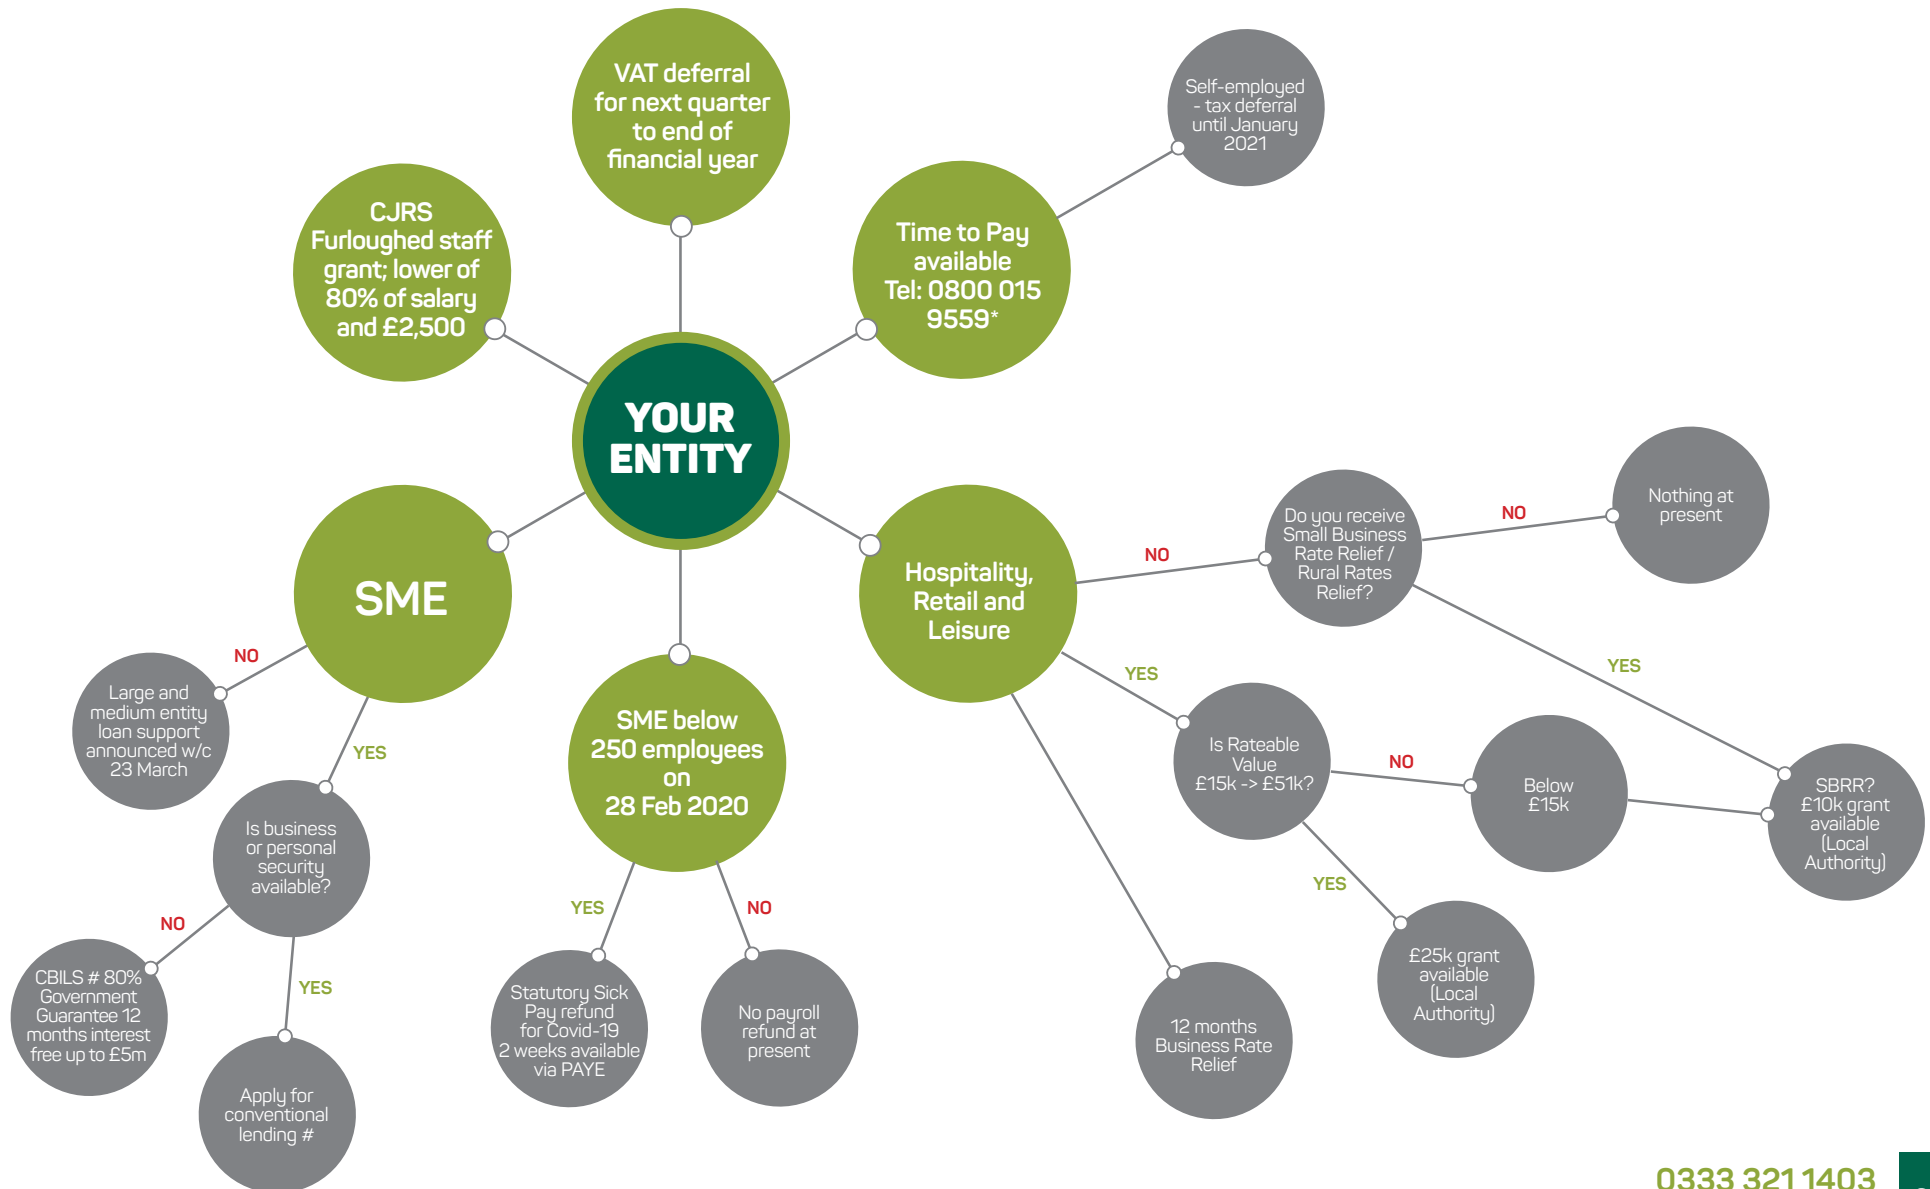 VAT deferral
for next quarter
to end of
financial year
Self-employed
- tax deferral
until January
2021
CJRS
Furloughed staff
grant; lower of
80% of salary
and £2,500
Time to Pay
available
Tel: 0800 015
9559*
YOUR
ENTITY
SME
Hospitality,
Retail and
Leisure
NO
Do you receive
Small Business
Rate Relief /
Rural Rates
Relief?
NO
Nothing at
present
YES
NO
Large and
medium entity
loan support
announced w/c
23 March
YES
Is business
or personal
security
available?
NO
CBILS # 80%
Government
Guarantee 12
months interest
free up to £5m
YES
Apply for
conventional
lending #
SME below
250 employees
on
28 Feb 2020
YES
Statutory Sick
Pay refund
for Covid-19
2 weeks available
via PAYE
NO
No payroll
refund at
present
YES
Is Rateable
Value
£15k -> £51k?
NO
Below
£15k
SBRR?
£10k grant
available
(Local
Authority)
YES
£25k grant
available
(Local
Authority)
12 months
Business Rate
Relief
0333 321 1403